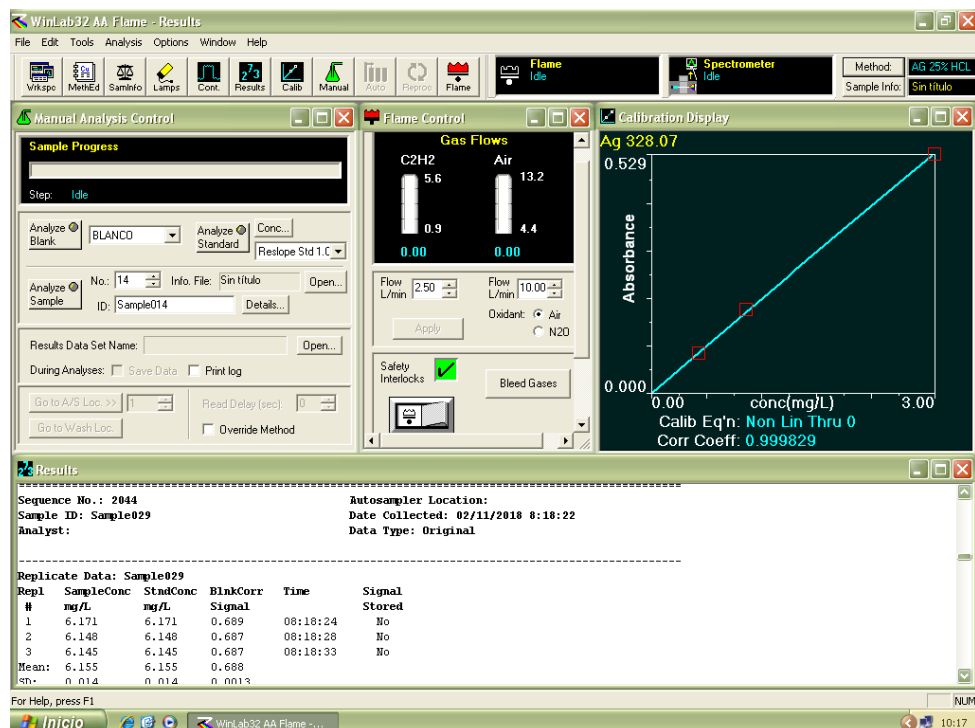 WinLab32 AA Flame - Results
File Edit Tools Analysis Options Window Help
Wrkspc MethEd SamInfo Lamps Cont. Results Calib Manual Auto Reproc Flame
Flame
Idle
Spectrometer
Idle
Method: AG 25% HCL
Sample Info: Sin título
Manual Analysis Control
Sample Progress
Step: Idle
Analyze Blank
BLANCO
Analyze Standard
Conc...
Reslope Std 1.0
Analyze Sample
No.: 14
Info. File: Sin título
Open...
ID: Sample014
Details...
Results Data Set Name:
Open...
During Analyses: Save Data Print log
Go to A/S Loc. >> 1
Read Delay (sec): 0
Go to Wash Loc.
Override Method
Flame Control
Gas Flows
C2H2 Air
5.6 13.2
0.9 4.4
0.00 0.00
Flow L/min 2.50
Flow L/min 10.00
Apply
Oxidant: Air
N2O
Safety Interlocks
Bleed Gases
Calibration Display
Ag 328.07
0.529
Absorbance
0.000
0.00 conc(mg/L) 3.00
Calib Eq'n: Non Lin Thru 0
Corr Coeff: 0.999829
Results
Sequence No.: 2044 Autosampler Location:
Sample ID: Sample029 Date Collected: 02/11/2018 8:18:22
Analyst: Data Type: Original
Replicate Data: Sample029
Repl SampleConc StndConc BlnkCorr Time Signal
# mg/L mg/L Signal Stored
1 6.171 6.171 0.689 08:18:24 No
2 6.148 6.148 0.687 08:18:28 No
3 6.145 6.145 0.687 08:18:33 No
Mean: 6.155 6.155 0.688
SD: 0.014 0.014 0.0013
For Help, press F1
NUM
Inicio
WinLab32 AA Flame -...
10:17